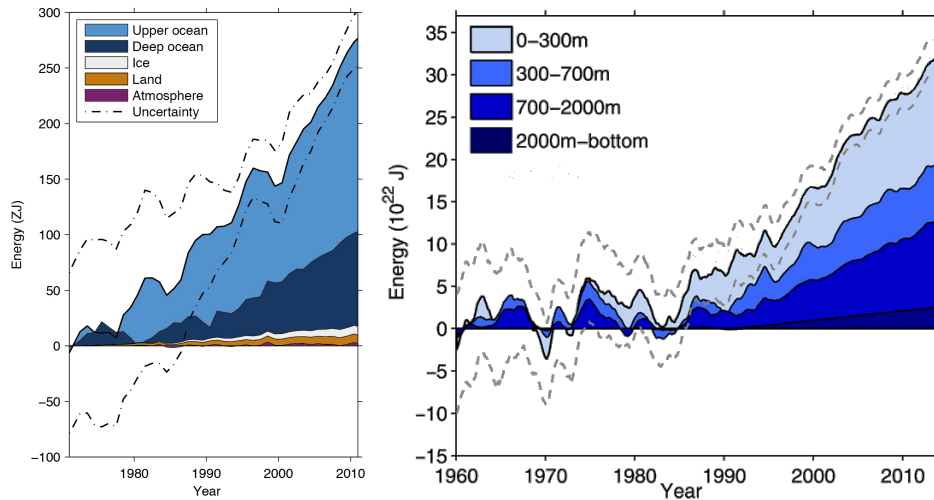 300
250
200
150
100
50
0
−50
−100
Energy (ZJ)
Upper ocean
Deep ocean
Ice
Land
Atmosphere
Uncertainty
1980 1990 2000 2010
Year
35
30
25
20
15
10
5
0
−5
−10
−15
Energy (10²² J)
0−300m
300−700m
700−2000m
2000m−bottom
1960 1970 1980 1990 2000 2010
Year